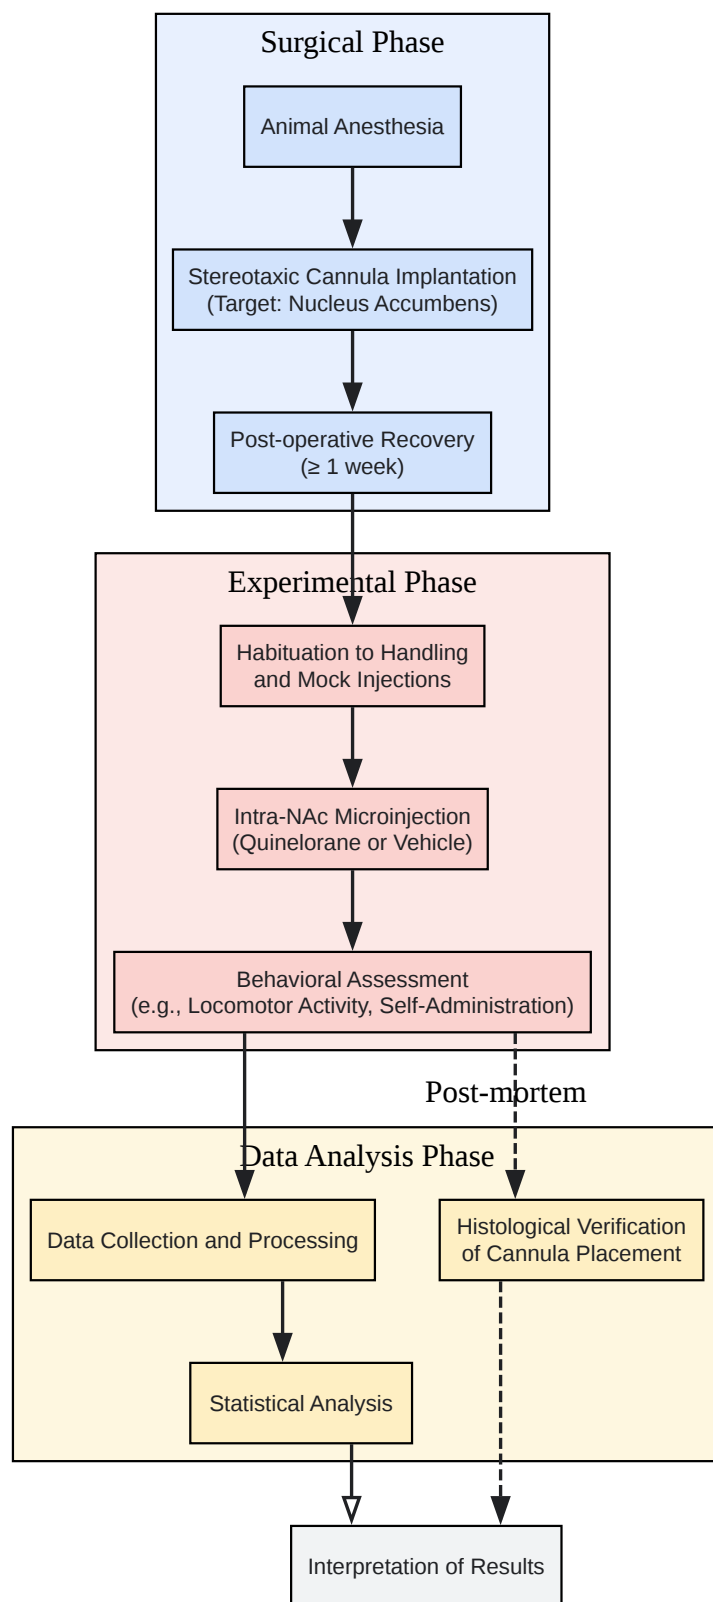 Surgical Phase
Animal Anesthesia
Stereotaxic Cannula Implantation
(Target: Nucleus Accumbens)
Post-operative Recovery
(≥ 1 week)
Experimental Phase
Habituation to Handling
and Mock Injections
Intra-NAc Microinjection
(Quinelorane or Vehicle)
Behavioral Assessment
(e.g., Locomotor Activity, Self-Administration)
Post-mortem
Data Analysis Phase
Data Collection and Processing
Histological Verification
of Cannula Placement
Statistical Analysis
Interpretation of Results